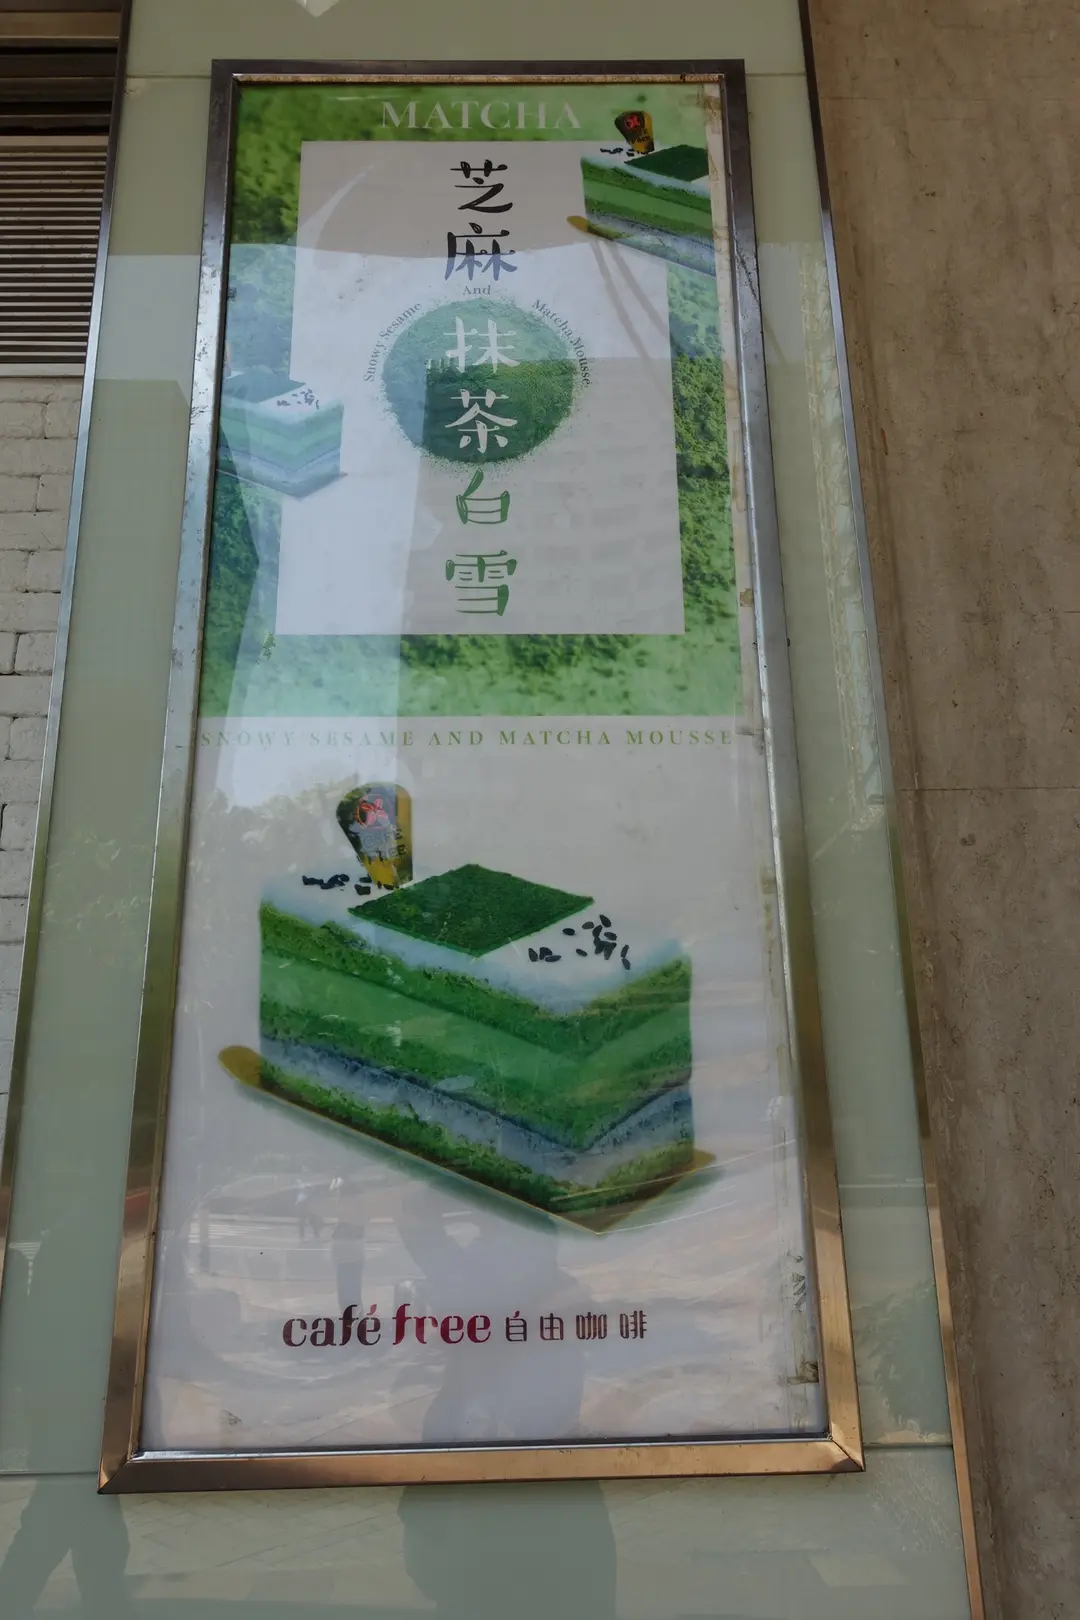 MATCHA
芝麻
And
Snowy Sesame
Matcha Mousse
抹茶
白雪
SNOWY SESAME AND MATCHA MOUSSE
café free 自由咖啡